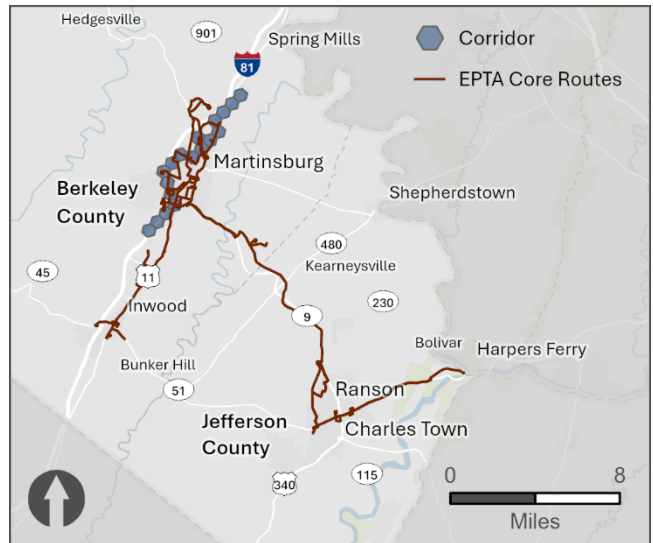 Hedgesville
901
Spring Mills
81
Corridor
EPTA Core Routes
Martinsburg
Berkeley
County
Shepherdstown
480
Kearneysville
45
11
230
Inwood
9
Bolivar
Harpers Ferry
Bunker Hill
51
Ranson
Jefferson
County
Charles Town
115
340
0
8
Miles